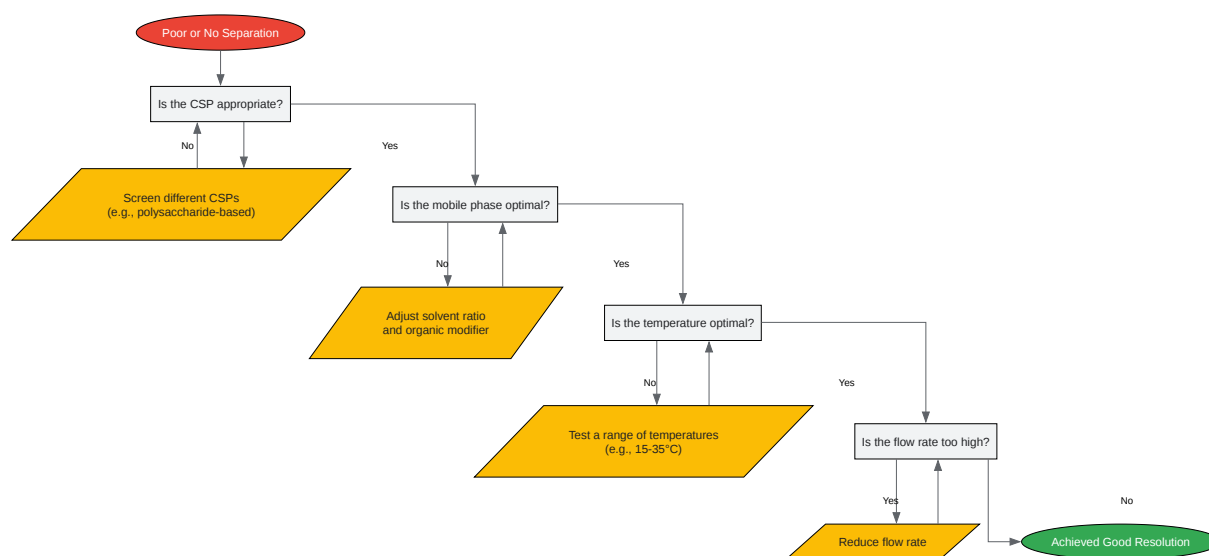 Poor or No Separation
Is the CSP appropriate?
No
Yes
Screen different CSPs
(e.g., polysaccharide-based)
Is the mobile phase optimal?
No
Yes
Adjust solvent ratio
and organic modifier
Is the temperature optimal?
No
Yes
Test a range of temperatures
(e.g., 15-35°C)
Is the flow rate too high?
Yes
No
Reduce flow rate
Achieved Good Resolution